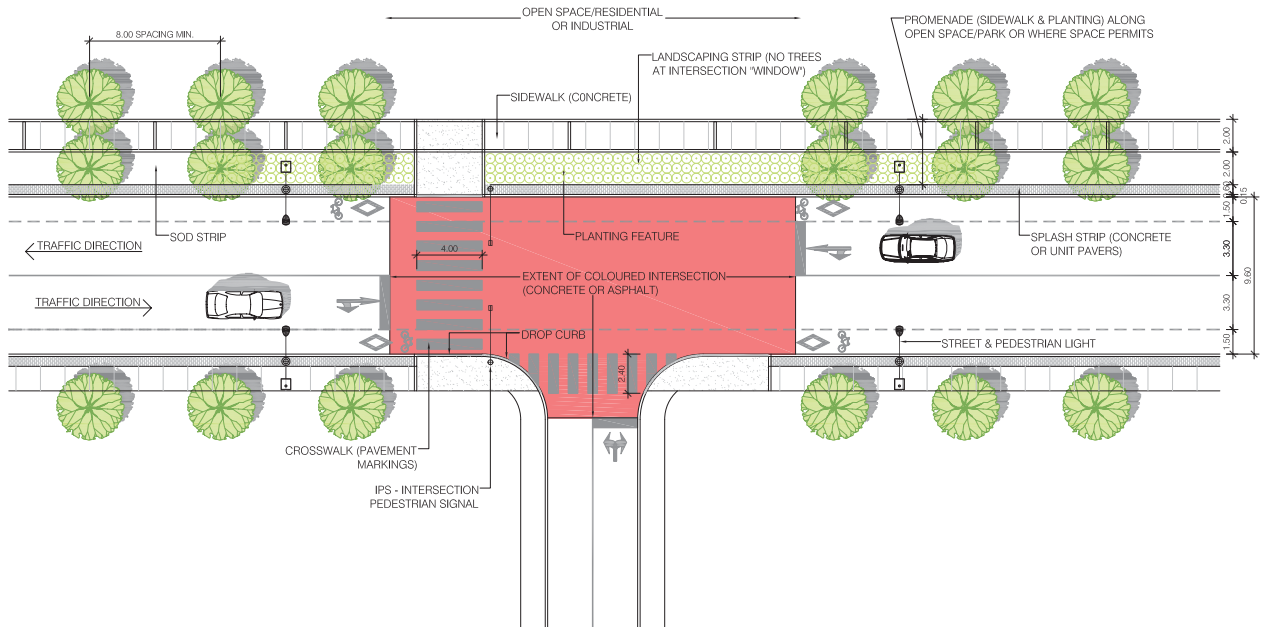 OPEN SPACE/RESIDENTIAL
OR INDUSTRIAL
PROMENADE (SIDEWALK & PLANTING) ALONG
OPEN SPACE/PARK OR WHERE SPACE PERMITS
8.00 SPACING MIN.
LANDSCAPING STRIP (NO TREES
AT INTERSECTION "WINDOW")
SIDEWALK (CONCRETE)
2.00
2.00
0.60
0.15
1.50
3.30
3.30
1.50
9.60
SOD STRIP
PLANTING FEATURE
SPLASH STRIP (CONCRETE
OR UNIT PAVERS)
TRAFFIC DIRECTION
4.00
EXTENT OF COLOURED INTERSECTION
(CONCRETE OR ASPHALT)
TRAFFIC DIRECTION
DROP CURB
STREET & PEDESTRIAN LIGHT
2.40
CROSSWALK (PAVEMENT
MARKINGS)
IPS - INTERSECTION
PEDESTRIAN SIGNAL